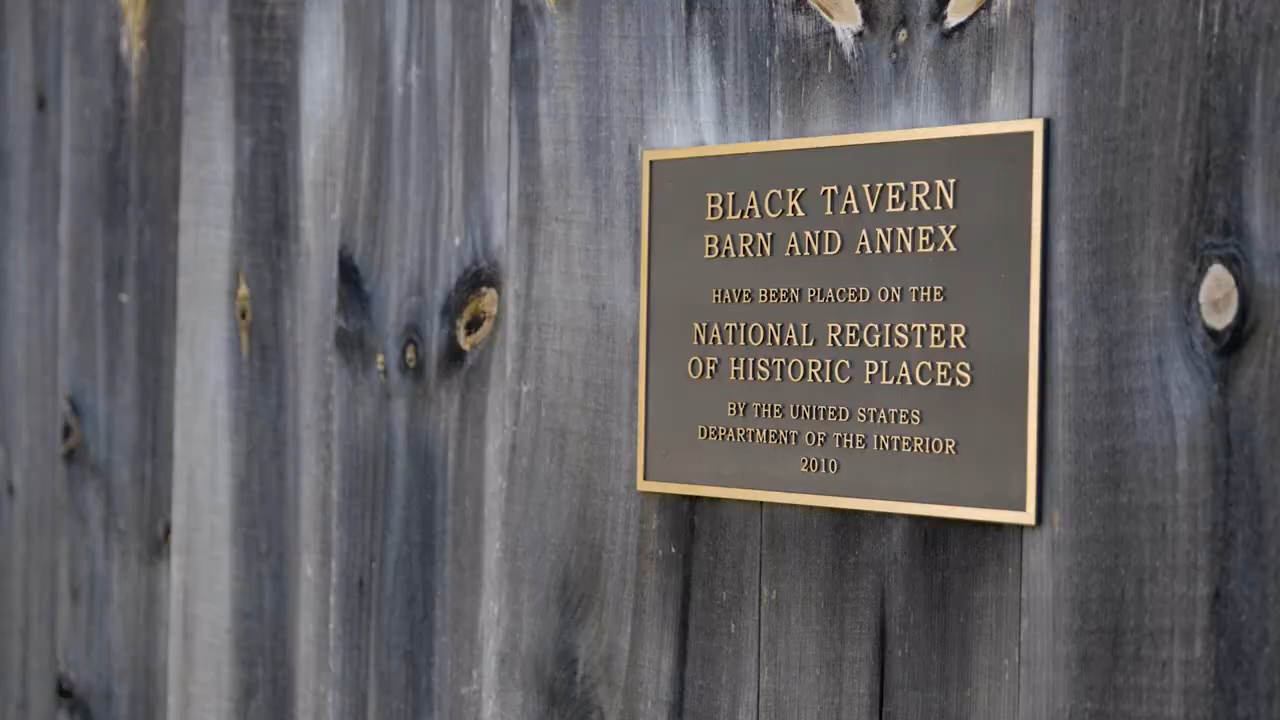 BLACK TAVERN
BARN AND ANNEX
HAVE BEEN PLACED ON THE
NATIONAL REGISTER
OF HISTORIC PLACES
BY THE UNITED STATES
DEPARTMENT OF THE INTERIOR
2010